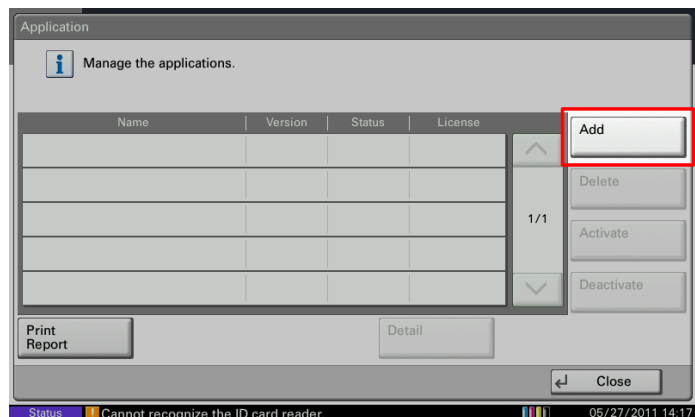 Application
Manage the applications.
Name Version Status License
Add
Delete
1/1
Activate
Deactivate
Print
Report
Detail
Close
Status Cannot recognize the ID card reader 05/27/2011 14:17